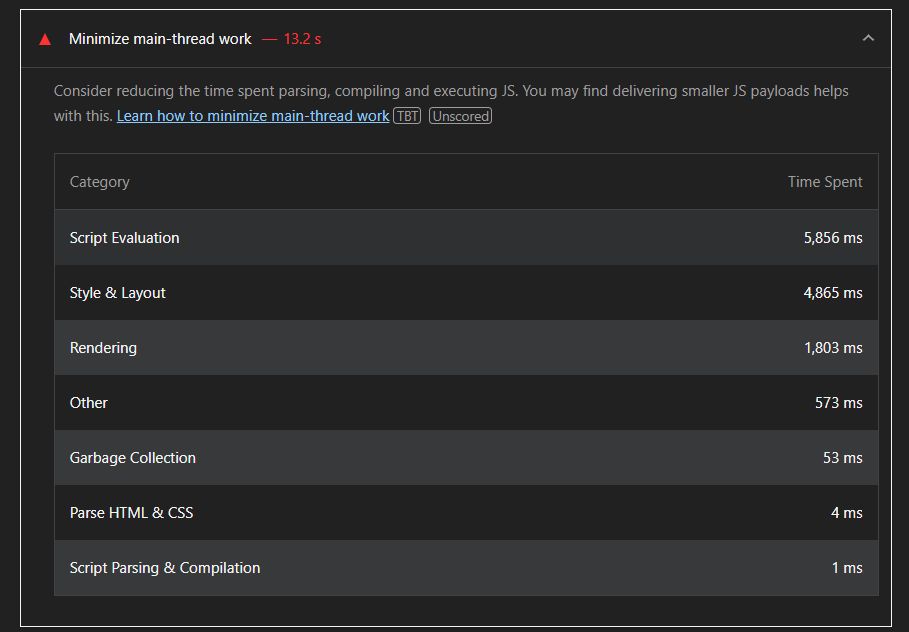 Minimize main-thread work — 13.2 s
Consider reducing the time spent parsing, compiling and executing JS. You may find delivering smaller JS payloads helps
with this. Learn how to minimize main-thread work TBT Unscored
Category Time Spent
Script Evaluation 5,856 ms
Style & Layout 4,865 ms
Rendering 1,803 ms
Other 573 ms
Garbage Collection 53 ms
Parse HTML & CSS 4 ms
Script Parsing & Compilation 1 ms